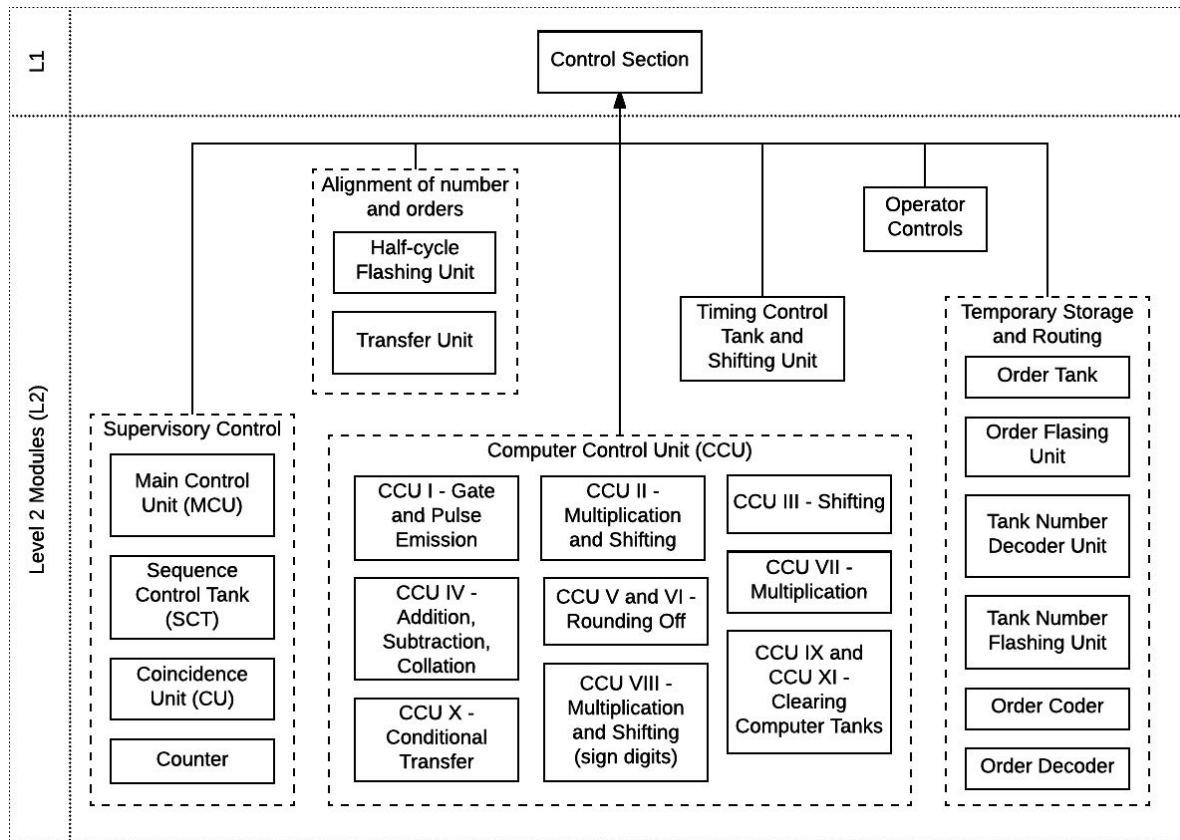 L1
Control Section
Level 2 Modules (L2)
Alignment of number
and orders
Half-cycle
Flashing Unit
Transfer Unit
Operator
Controls
Timing Control
Tank and
Shifting Unit
Temporary Storage
and Routing
Order Tank
Order Flasing
Unit
Tank Number
Decoder Unit
Tank Number
Flashing Unit
Order Coder
Order Decoder
Supervisory Control
Main Control
Unit (MCU)
Sequence
Control Tank
(SCT)
Coincidence
Unit (CU)
Counter
Computer Control Unit (CCU)
CCU I - Gate
and Pulse
Emission
CCU II -
Multiplication
and Shifting
CCU III - Shifting
CCU IV -
Addition,
Subtraction,
Collation
CCU V and VI -
Rounding Off
CCU VII -
Multiplication
CCU X -
Conditional
Transfer
CCU VIII -
Multiplication
and Shifting
(sign digits)
CCU IX and
CCU XI -
Clearing
Computer Tanks